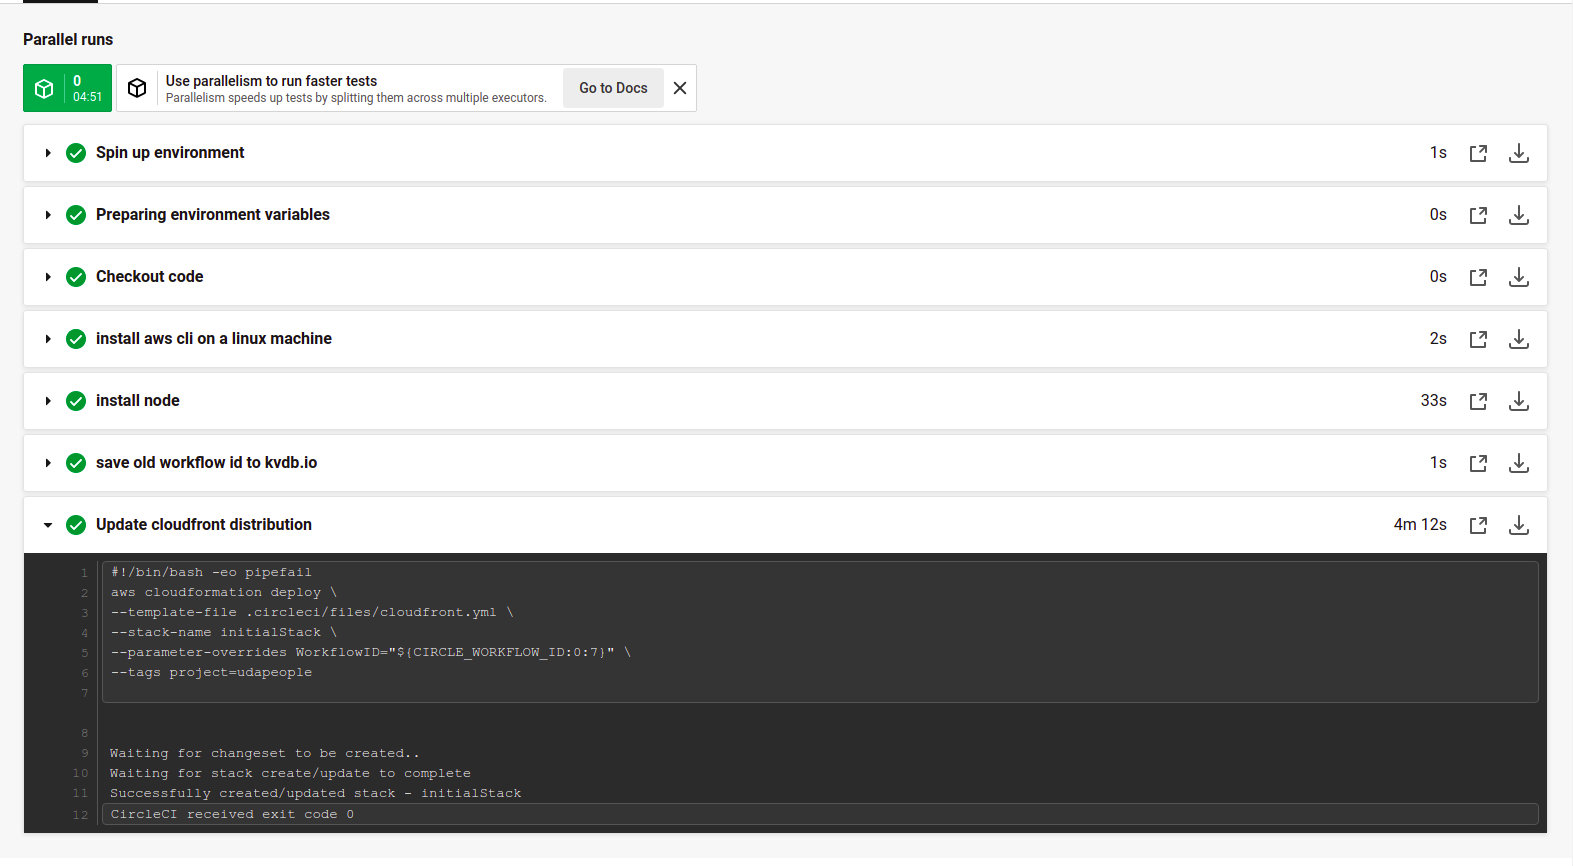 Parallel runs
0
04:51
Use parallelism to run faster tests
Parallelism speeds up tests by splitting them across multiple executors.
Go to Docs
Spin up environment 1s
Preparing environment variables 0s
Checkout code 0s
install aws cli on a linux machine 2s
install node 33s
save old workflow id to kvdb.io 1s
Update cloudfront distribution 4m 12s
1 #!/bin/bash -eo pipefail
2 aws cloudformation deploy \
3 --template-file .circleci/files/cloudfront.yml \
4 --stack-name initialStack \
5 --parameter-overrides WorkflowID="${CIRCLE_WORKFLOW_ID:0:7}" \
6 --tags project=udapeople
7
8
9 Waiting for changeset to be created..
10 Waiting for stack create/update to complete
11 Successfully created/updated stack - initialStack
12 CircleCI received exit code 0